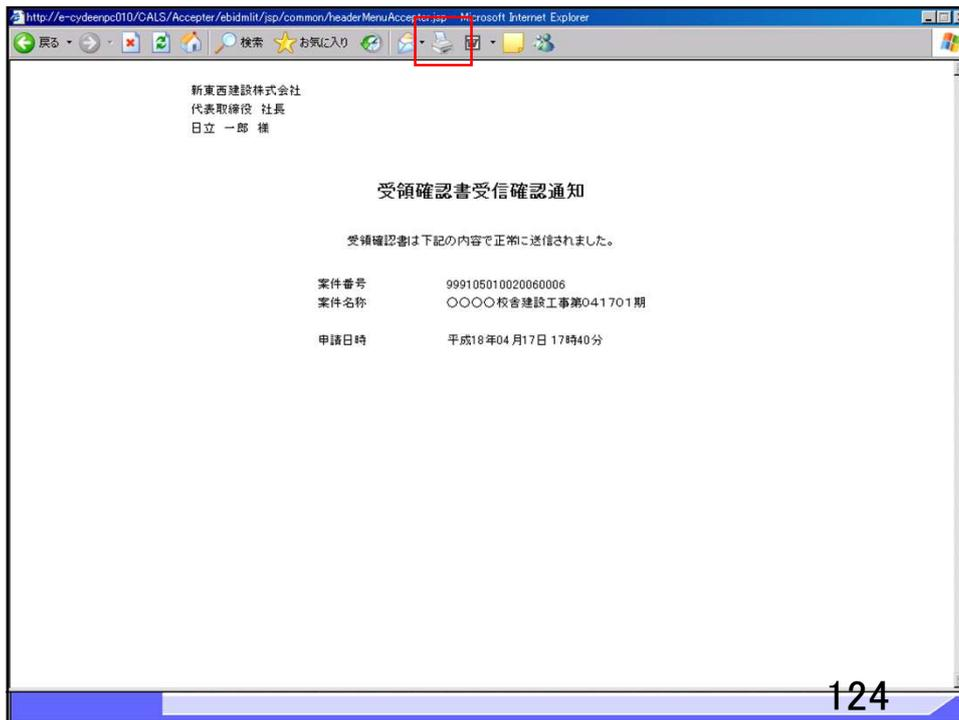 http://e-cydeenpc010/CALS/Accepter/ebidmlit/jsp/common/headerMenuAccepter.jsp - Microsoft Internet Explorer
戻る 検索 お気に入り
新東西建設株式会社
代表取締役 社長
日立 一郎 様
受領確認書受信確認通知
受領確認書は下記の内容で正常に送信されました。
案件番号 999105010020060006
案件名称 ○○○○校舎建設工事第041701期
申請日時 平成18年04月17日 17時40分
124